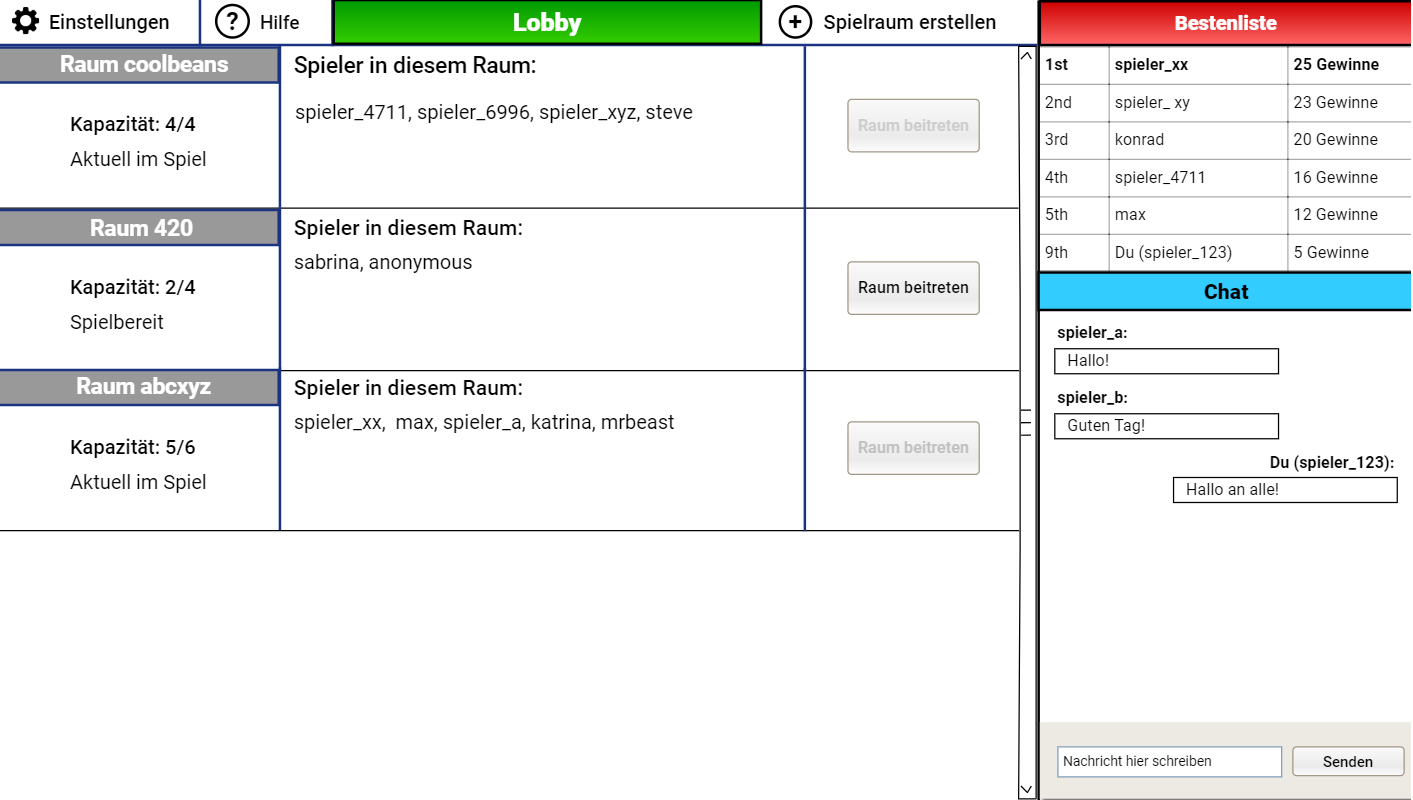 Einstellungen
? Hilfe
Lobby
+ Spielraum erstellen
Raum coolbeans
Kapazität: 4/4
Aktuell im Spiel
Spieler in diesem Raum:
spieler_4711, spieler_6996, spieler_xyz, steve
Raum beitreten
Raum 420
Kapazität: 2/4
Spielbereit
Spieler in diesem Raum:
sabrina, anonymous
Raum beitreten
Raum abcxyz
Kapazität: 5/6
Aktuell im Spiel
Spieler in diesem Raum:
spieler_xx,  max, spieler_a, katrina, mrbeast
Raum beitreten
Bestenliste
1st spieler_xx 25 Gewinne
2nd spieler_ xy 23 Gewinne
3rd konrad 20 Gewinne
4th spieler_4711 16 Gewinne
5th max 12 Gewinne
9th Du (spieler_123) 5 Gewinne
Chat
spieler_a:
Hallo!
spieler_b:
Guten Tag!
Du (spieler_123):
Hallo an alle!
Nachricht hier schreiben
Senden